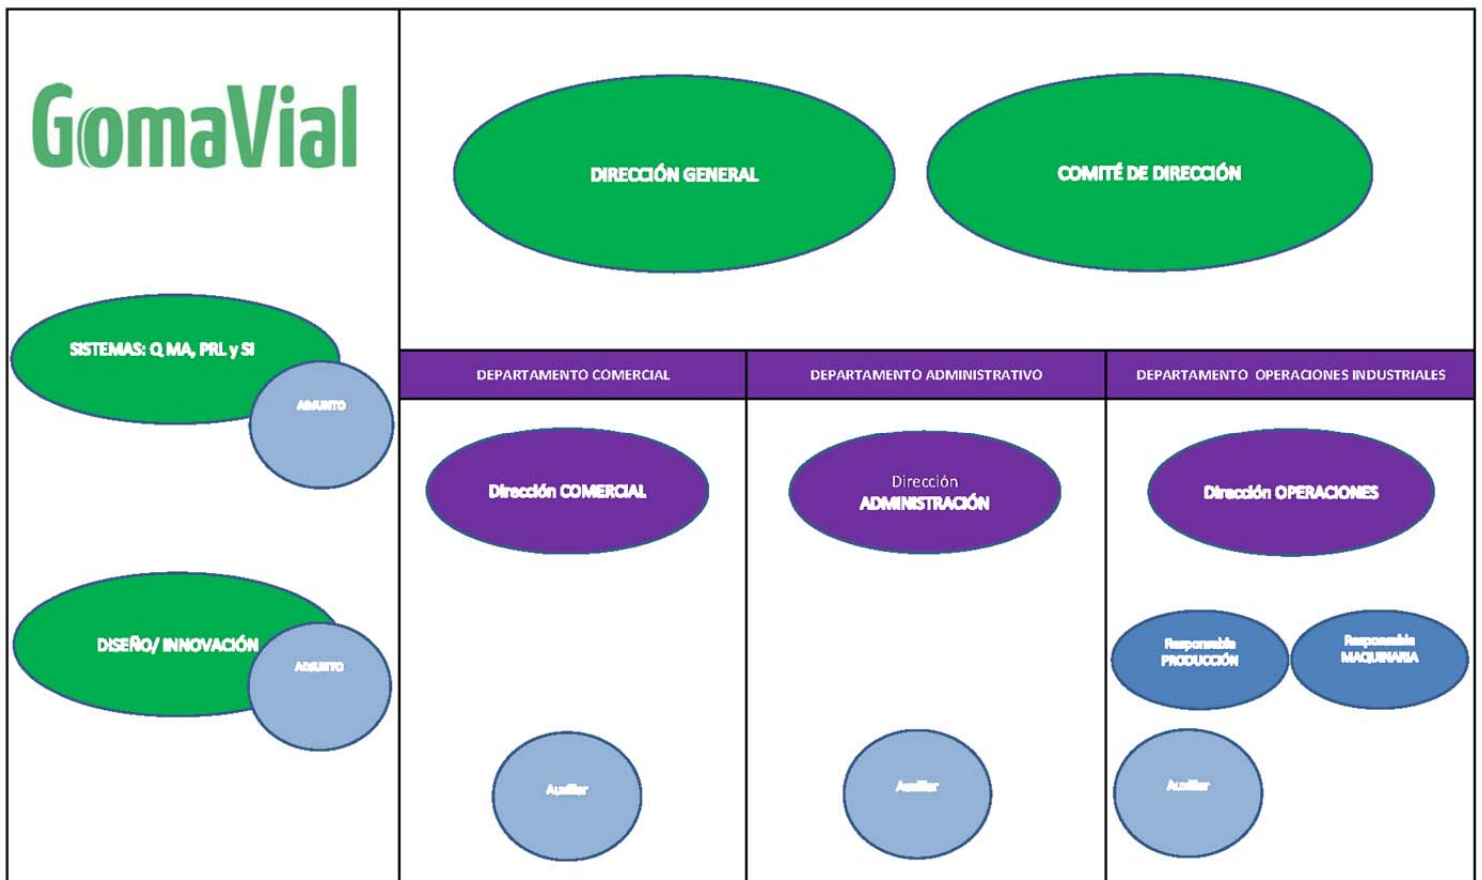 GomaVial
DIRECCIÓN GENERAL
COMITÉ DE DIRECCIÓN
SISTEMAS: Q, MA, PRL y SI
ADJUNTO
DISEÑO/ INNOVACIÓN
ADJUNTO
DEPARTAMENTO COMERCIAL
DEPARTAMENTO ADMINISTRATIVO
DEPARTAMENTO OPERACIONES INDUSTRIALES
Dirección COMERCIAL
Dirección
ADMINISTRACIÓN
Dirección OPERACIONES
Responsable
PRODUCCIÓN
Responsable
MAQUINARIA
Auxiliar
Auxiliar
Auxiliar